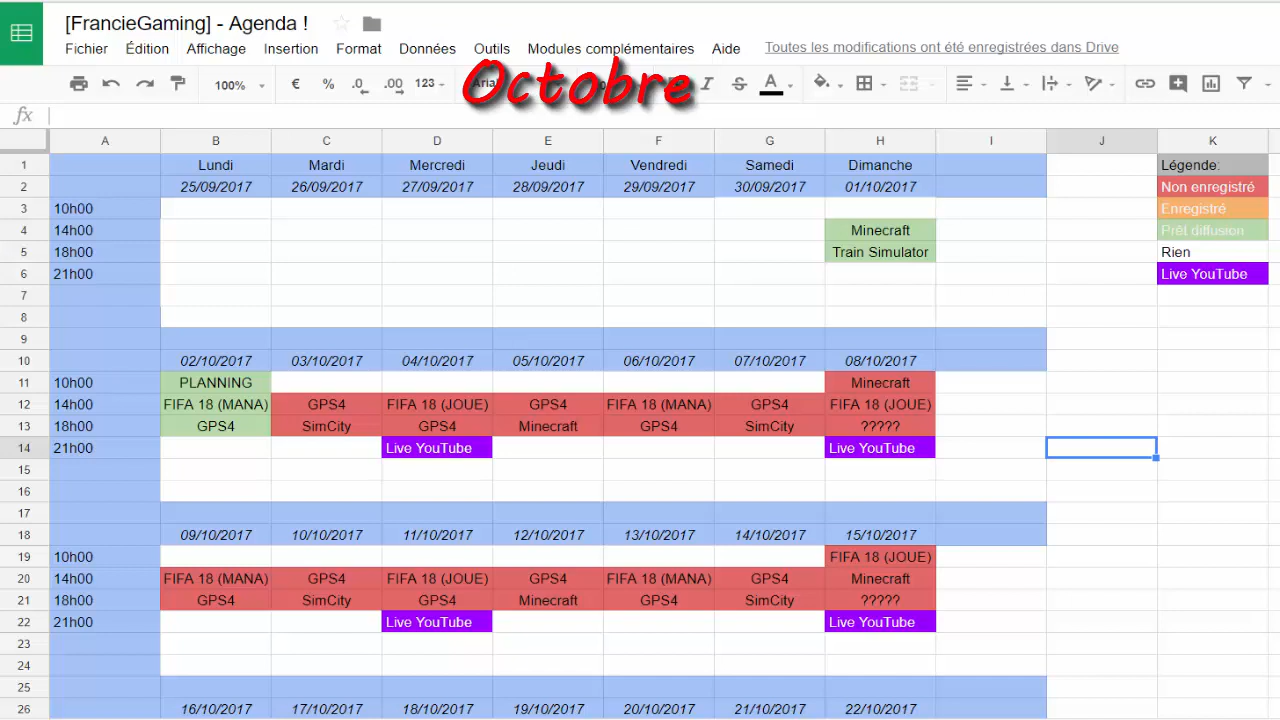 [FrancieGaming] - Agenda !
Fichier Édition Affichage Insertion Format Données Outils Modules complémentaires Aide Toutes les modifications ont été enregistrées dans Drive
100% € % .0 .00 123 Arial
Octobre
fx
A B C D E F G H I J K
1 Lundi Mardi Mercredi Jeudi Vendredi Samedi Dimanche Légende:
2 25/09/2017 26/09/2017 27/09/2017 28/09/2017 29/09/2017 30/09/2017 01/10/2017 Non enregistré
3 10h00 Enregistré
4 14h00 Minecraft Prêt diffusion
5 18h00 Train Simulator Rien
6 21h00 Live YouTube
7
8
9
10 02/10/2017 03/10/2017 04/10/2017 05/10/2017 06/10/2017 07/10/2017 08/10/2017
11 10h00 PLANNING Minecraft
12 14h00 FIFA 18 (MANA) GPS4 FIFA 18 (JOUE) GPS4 FIFA 18 (MANA) GPS4 FIFA 18 (JOUE)
13 18h00 GPS4 SimCity GPS4 Minecraft GPS4 SimCity ?????
14 21h00 Live YouTube Live YouTube
15
16
17
18 09/10/2017 10/10/2017 11/10/2017 12/10/2017 13/10/2017 14/10/2017 15/10/2017
19 10h00 FIFA 18 (JOUE)
20 14h00 FIFA 18 (MANA) GPS4 FIFA 18 (JOUE) GPS4 FIFA 18 (MANA) GPS4 Minecraft
21 18h00 GPS4 SimCity GPS4 Minecraft GPS4 SimCity ?????
22 21h00 Live YouTube Live YouTube
23
24
25
26 16/10/2017 17/10/2017 18/10/2017 19/10/2017 20/10/2017 21/10/2017 22/10/2017